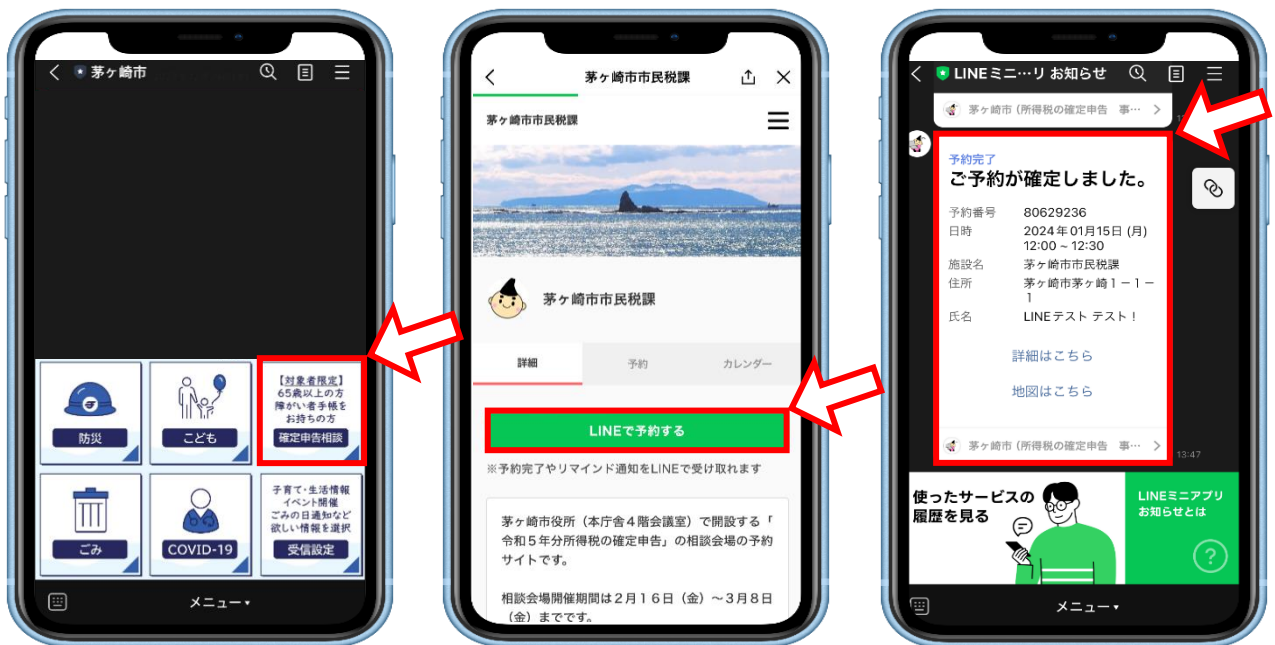 茅ヶ崎市
【対象者限定】
65歳以上の方
障がい者手帳を
お持ちの方
防災
こども
確定申告相談
子育て・生活情報
イベント開催
ごみの日通知など
欲しい情報を選択
ごみ
COVID-19
受信設定
メニュー▾
茅ヶ崎市市民税課
茅ヶ崎市市民税課
茅ヶ崎市市民税課
詳細
予約
カレンダー
LINEで予約する
※予約完了やリマインド通知をLINEで受け取れます
茅ヶ崎市役所（本庁舎４階会議室）で開設する「
令和５年分所得税の確定申告」の相談会場の予約
サイトです。
相談会場開催期間は２月１６日（金）～３月８日
（金）までです。
LINEミニ…リ お知らせ
茅ヶ崎市 (所得税の確定申告　事…
予約完了
ご予約が確定しました。
予約番号 80629236
日時 2024年01月15日 (月)
12:00 ~ 12:30
施設名 茅ヶ崎市市民税課
住所 茅ヶ崎市茅ヶ崎１－１－
１
氏名 LINEテスト テスト！
詳細はこちら
地図はこちら
茅ヶ崎市 (所得税の確定申告　事…
13:47
使ったサービスの
履歴を見る
LINEミニアプリ
お知らせとは
?
メニュー▾